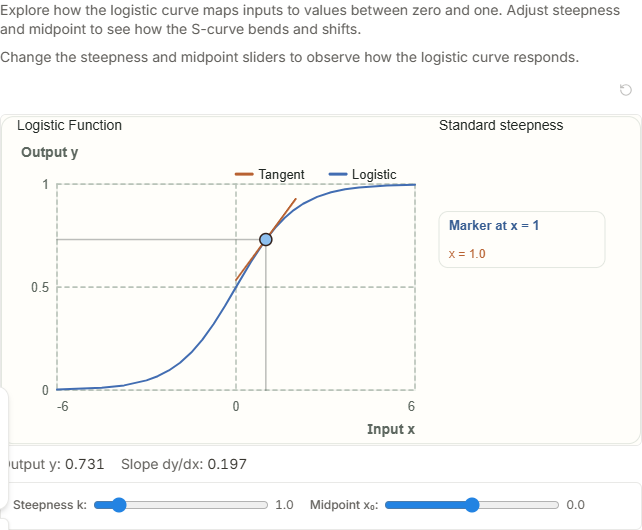 Explore how the logistic curve maps inputs to values between zero and one. Adjust steepness
and midpoint to see how the S-curve bends and shifts.
Change the steepness and midpoint sliders to observe how the logistic curve responds.
Logistic Function
Standard steepness
Output y
Tangent
Logistic
1
0.5
0
-6
0
6
Input x
Marker at x = 1
x = 1.0
utput y: 0.731 Slope dy/dx: 0.197
Steepness k: 1.0 Midpoint x₀: 0.0